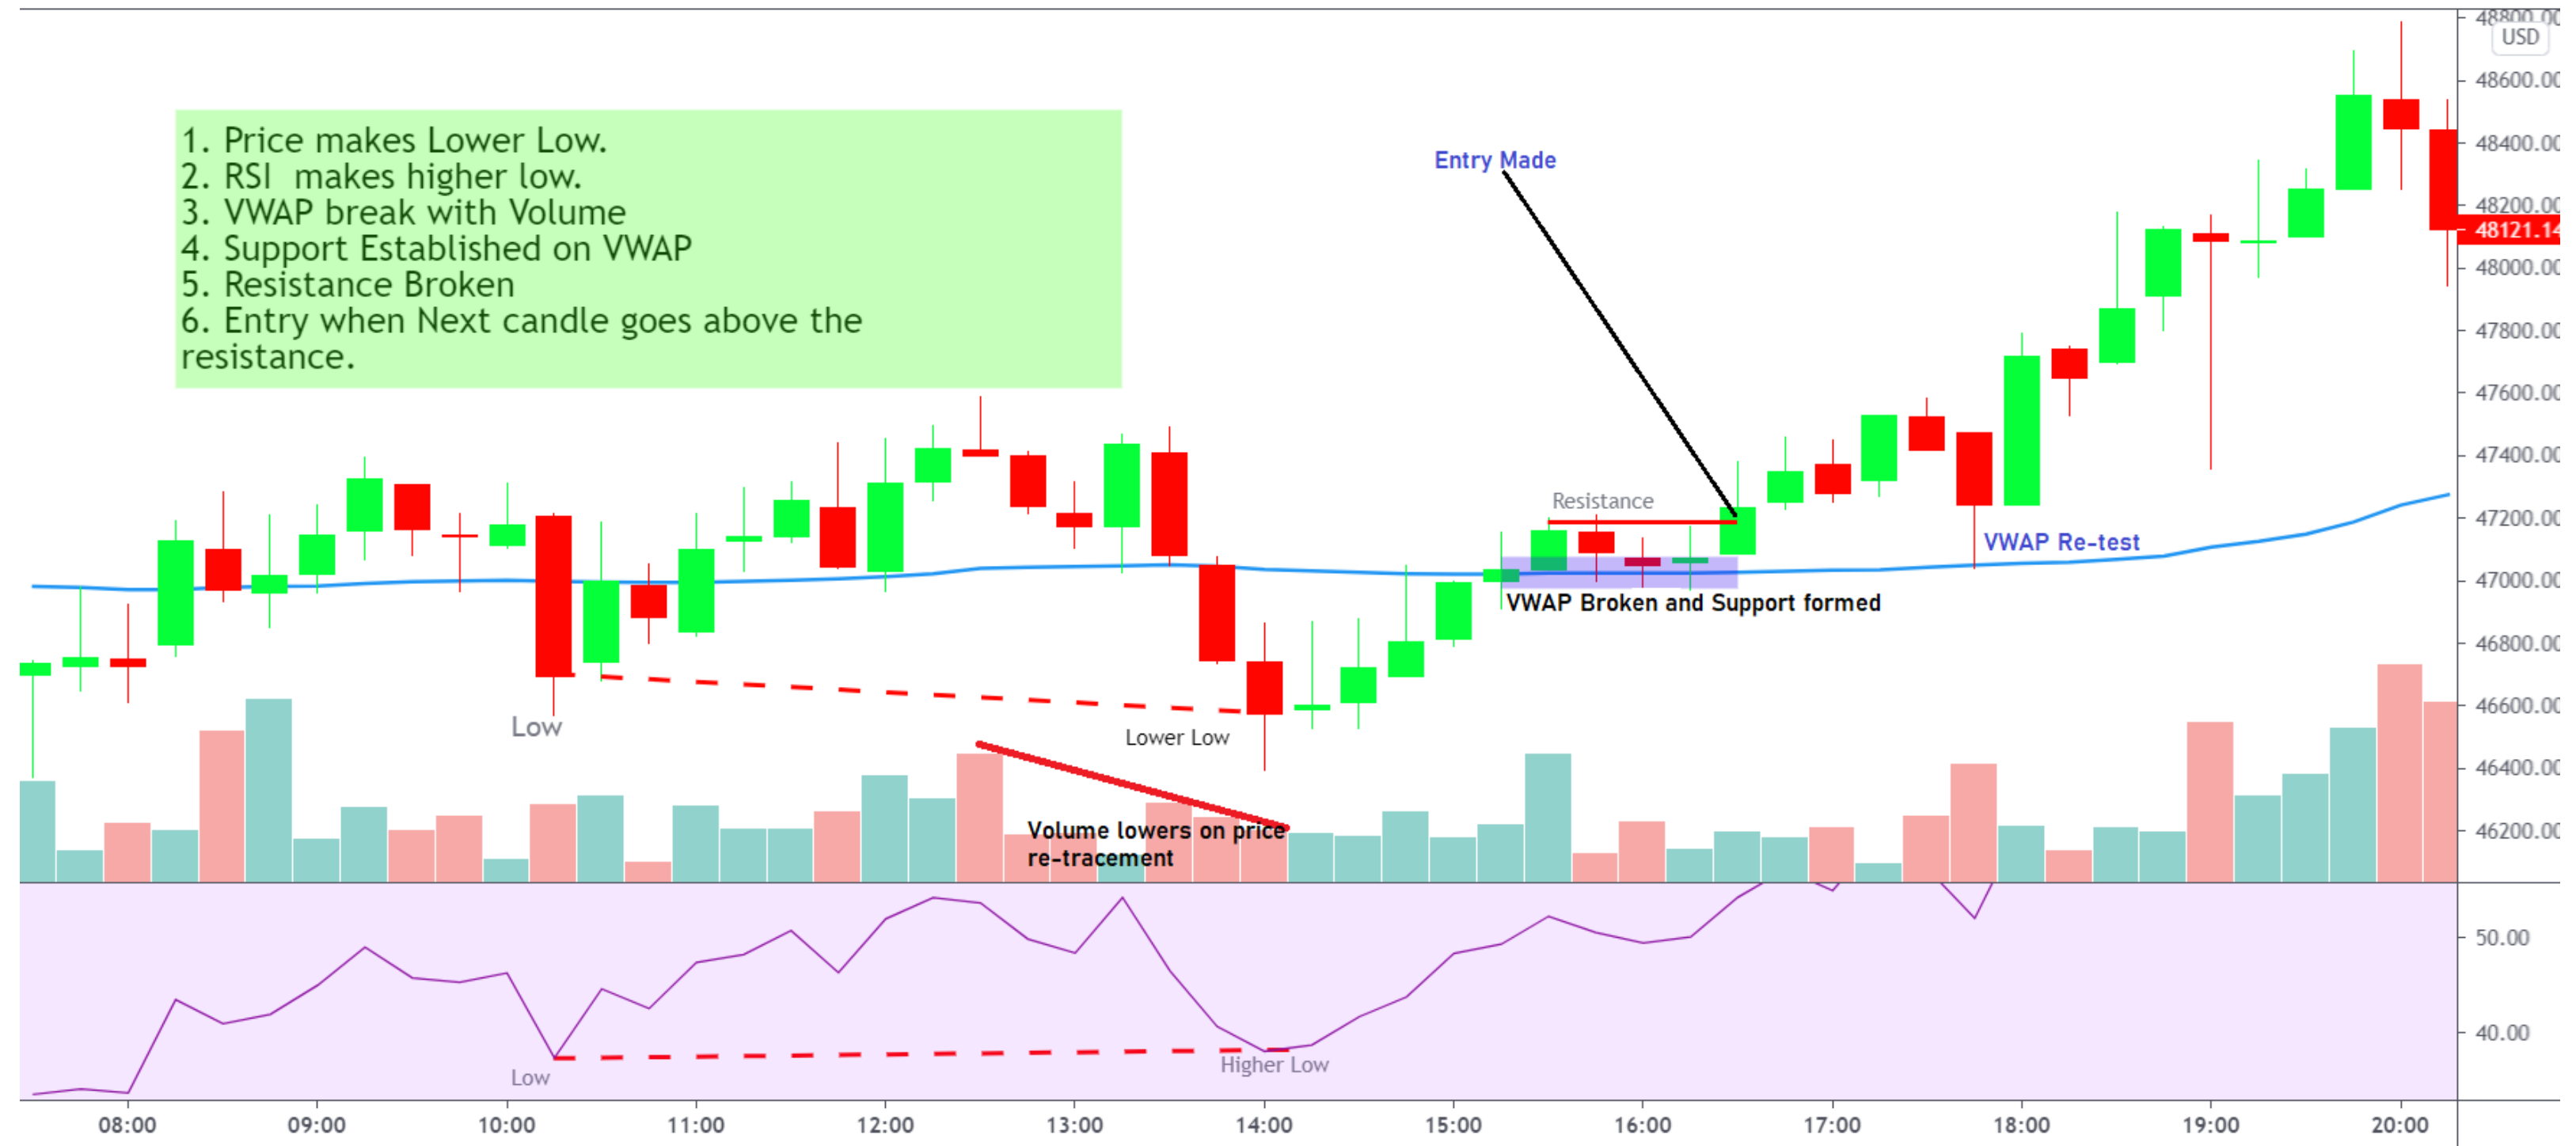 48800.00
USD
1. Price makes Lower Low.
2. RSI  makes higher low.
3. VWAP break with Volume
4. Support Established on VWAP
5. Resistance Broken
6. Entry when Next candle goes above the
resistance.
Entry Made
48600.00
48400.00
48200.00
48121.14
48000.00
47800.00
47600.00
47400.00
Resistance
47200.00
VWAP Re-test
47000.00
VWAP Broken and Support formed
46800.00
46600.00
Low
Lower Low
46400.00
Volume lowers on price
re-tracement
46200.00
50.00
40.00
Low
Higher Low
08:00 09:00 10:00 11:00 12:00 13:00 14:00 15:00 16:00 17:00 18:00 19:00 20:00